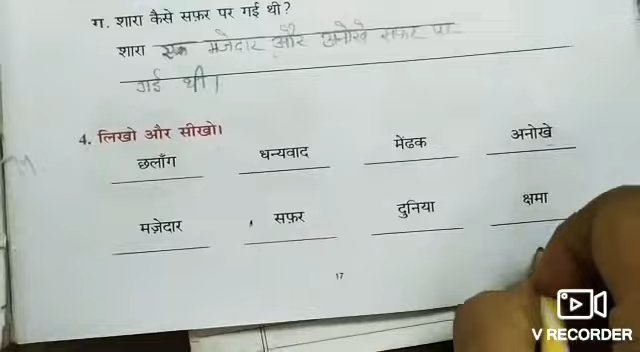 ग. शारा कैसे सफ़र पर गई थी?
शारा एक मजेदार और अनोखे सफर पर
गई थी।
4. लिखो और सीखो।
छलाँग धन्यवाद मेंढक अनोखे
मज़ेदार सफ़र दुनिया क्षमा
17
V RECORDER